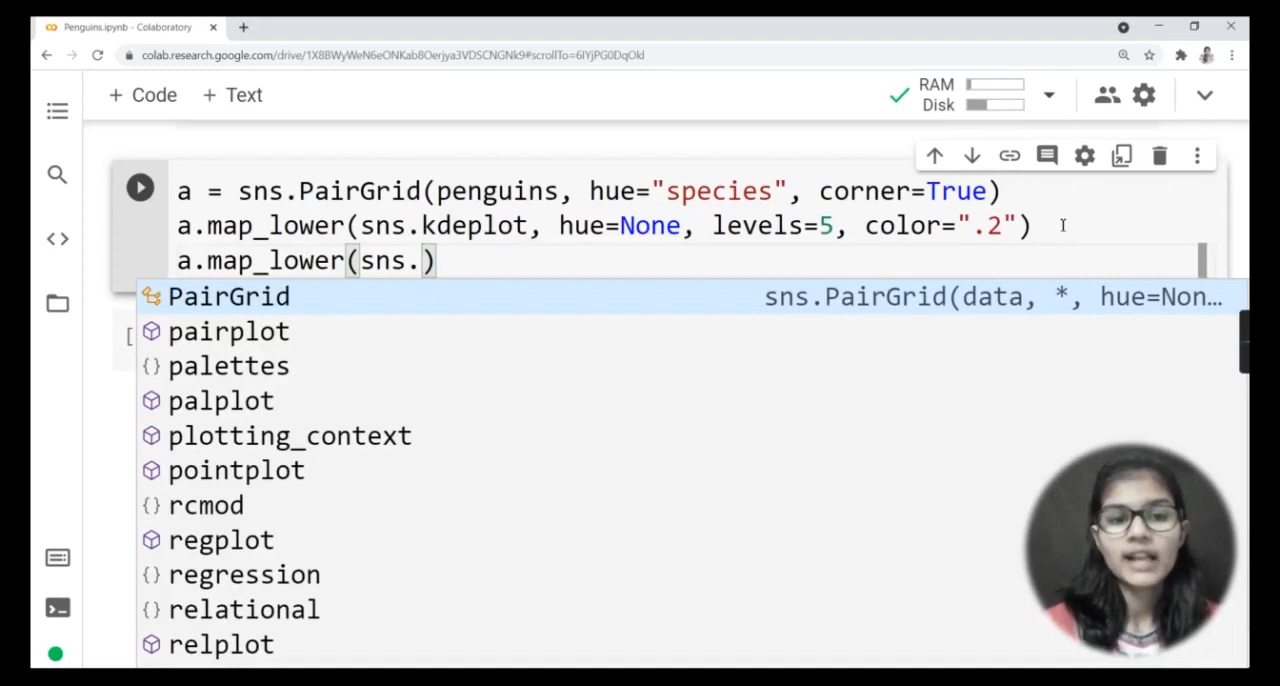 Penguins.ipynb - Colaboratory
colab.research.google.com/drive/1X8BWyWeN6eONKab8Oerjya3VDSCNGNk9#scrollTo=6IYjPG0DqOkl
+ Code + Text
RAM
Disk
a = sns.PairGrid(penguins, hue="species", corner=True)
a.map_lower(sns.kdeplot, hue=None, levels=5, color=".2")
a.map_lower(sns.)
PairGrid sns.PairGrid(data, *, hue=Non…
[
pairplot
{} palettes
palplot
plotting_context
pointplot
{} rcmod
regplot
{} regression
{} relational
relplot